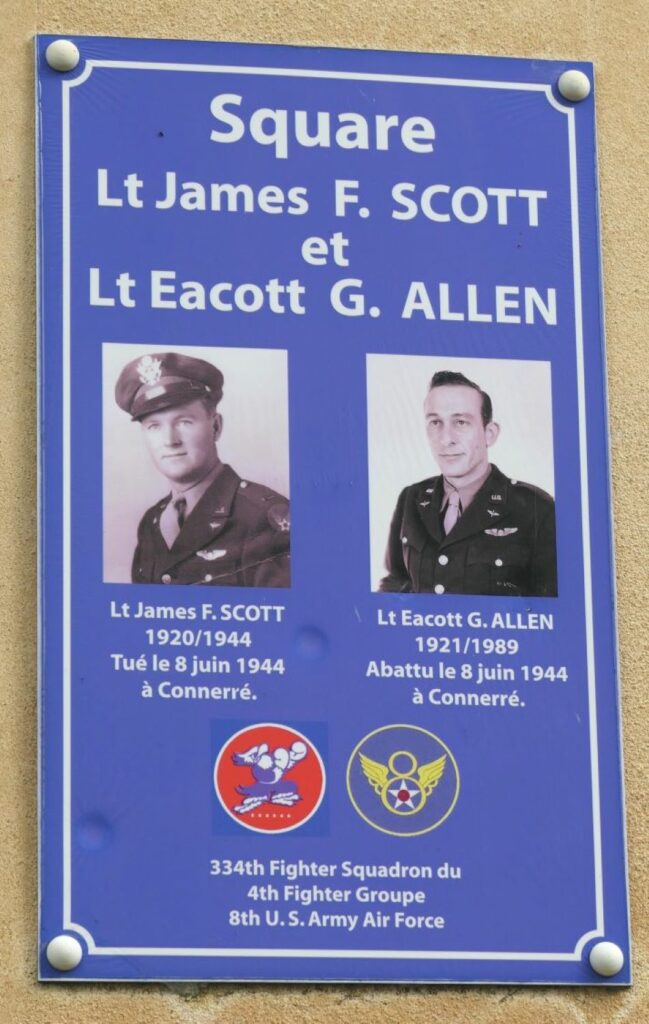 Square
Lt James F. SCOTT
et
Lt Eacott G. ALLEN
Lt James F. SCOTT
1920/1944
Tué le 8 juin 1944
à Connerré.
Lt Eacott G. ALLEN
1921/1989
Abattu le 8 juin 1944
à Connerré.
334th Fighter Squadron du
4th Fighter Groupe
8th U. S. Army Air Force